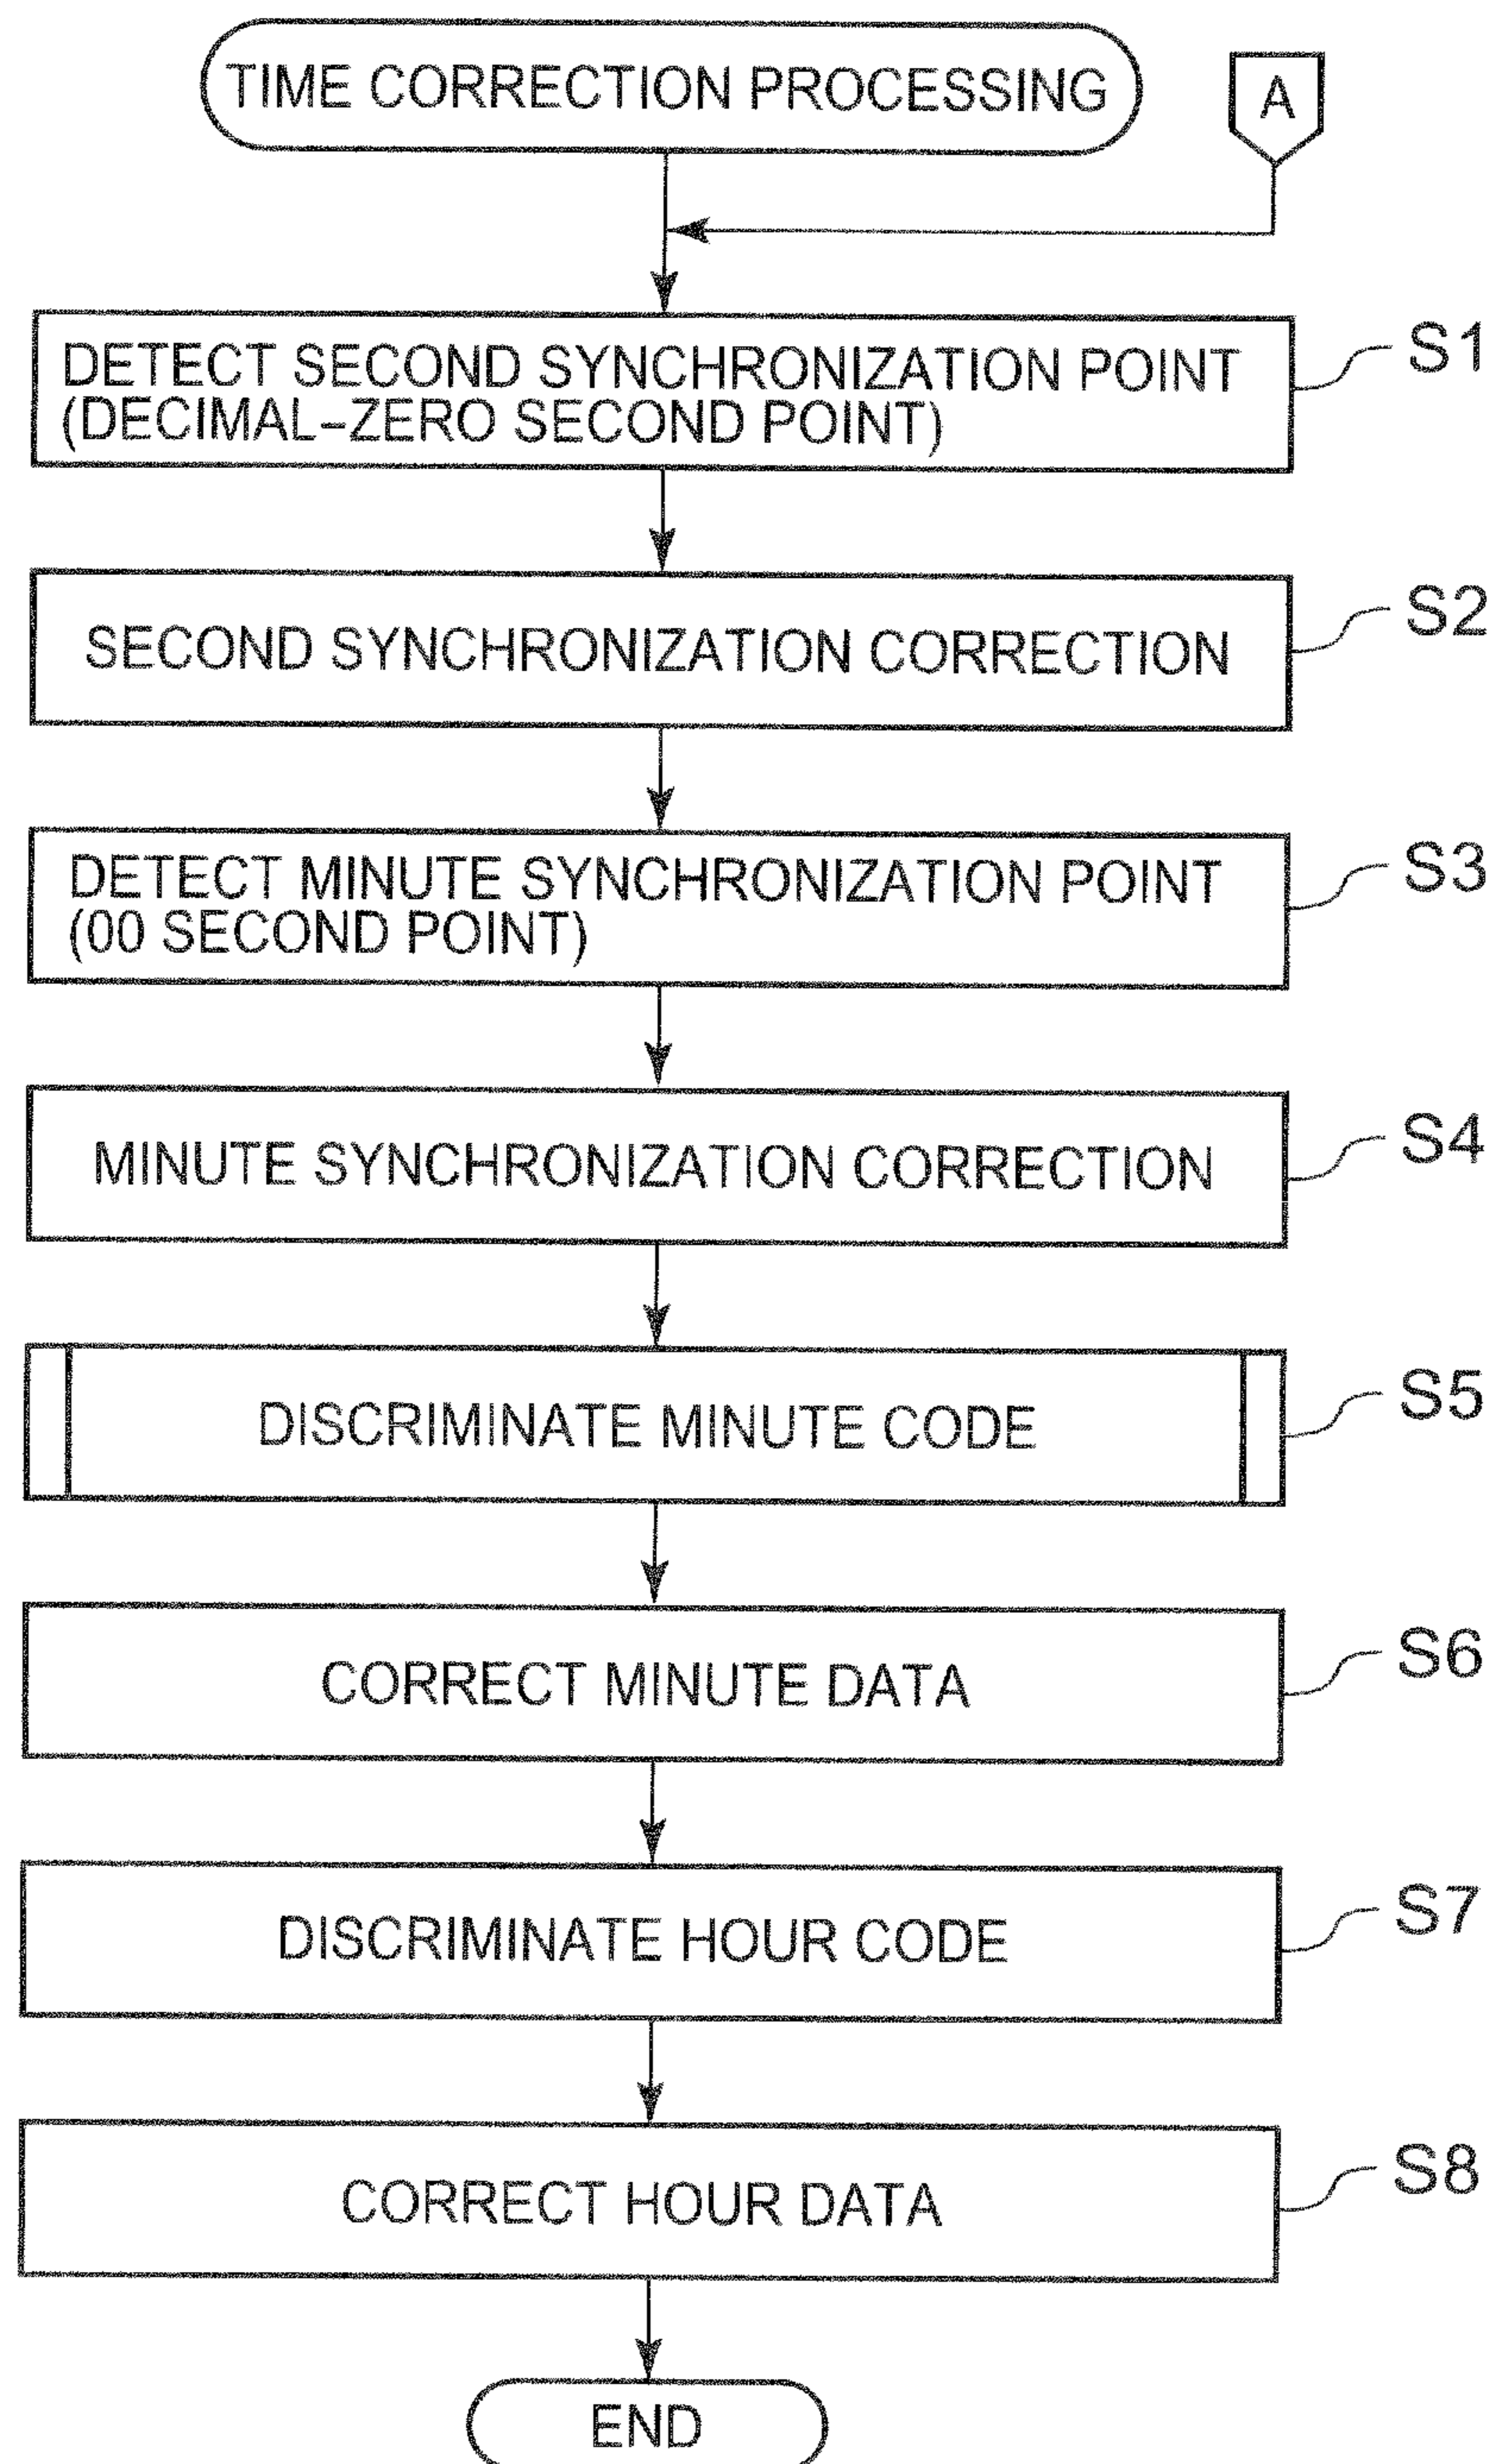 TIME CORRECTION PROCESSING
A
DETECT SECOND SYNCHRONIZATION POINT
(DECIMAL-ZERO SECOND POINT)
S1
SECOND SYNCHRONIZATION CORRECTION
S2
DETECT MINUTE SYNCHRONIZATION POINT
(00 SECOND POINT)
S3
MINUTE SYNCHRONIZATION CORRECTION
S4
DISCRIMINATE MINUTE CODE
S5
CORRECT MINUTE DATA
S6
DISCRIMINATE HOUR CODE
S7
CORRECT HOUR DATA
S8
END